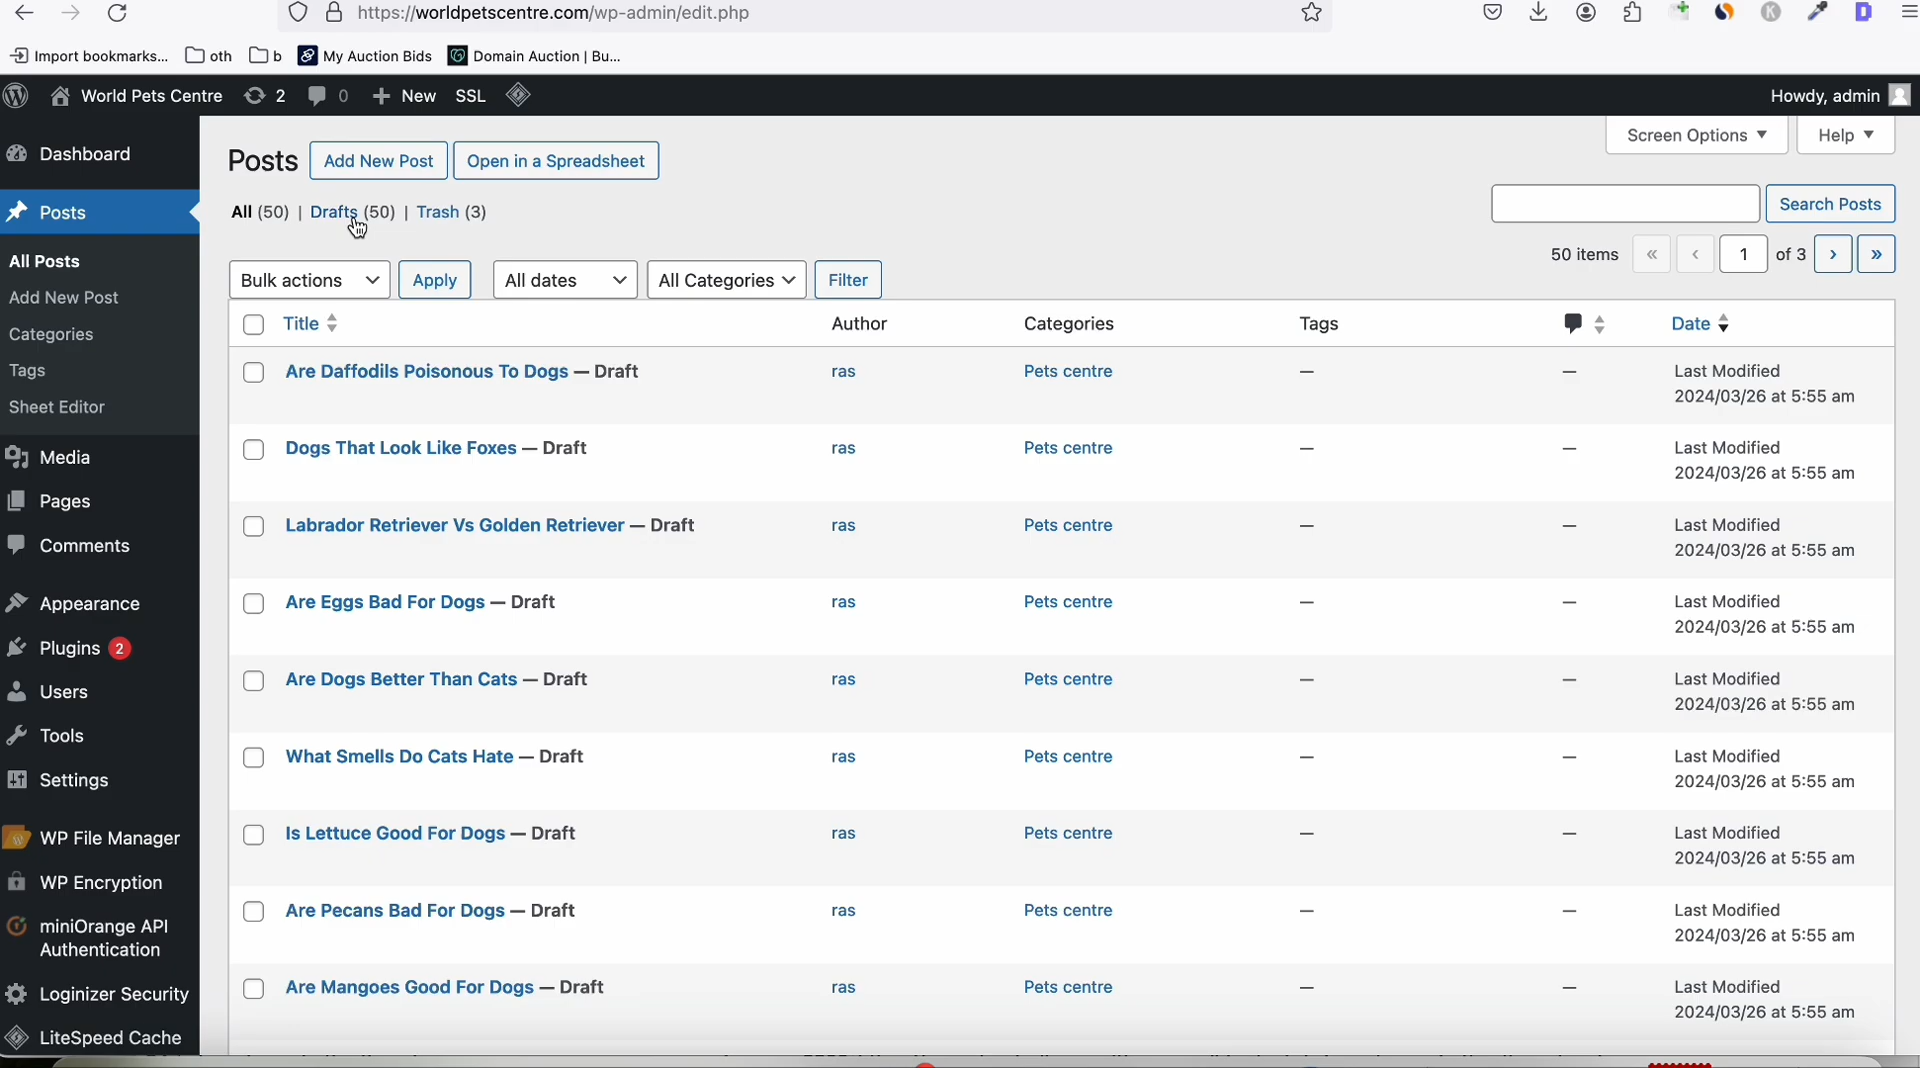 https://worldpetscentre.com/wp-admin/edit.php
Import bookmarks...
oth
b
My Auction Bids
Domain Auction | Bu...
World Pets Centre
2
0
New
SSL
Howdy, admin
Dashboard
Posts
All Posts
Add New Post
Categories
Tags
Sheet Editor
Media
Pages
Comments
Appearance
Plugins 2
Users
Tools
Settings
WP File Manager
WP Encryption
miniOrange API
Authentication
Loginizer Security
LiteSpeed Cache
Screen Options
Help
Posts
Add New Post
Open in a Spreadsheet
All (50) | Drafts (50) | Trash (3)
Search Posts
50 items « ‹ 1 of 3 › »
Bulk actions
Apply
All dates
All Categories
Filter
Title Author Categories Tags Date
Are Daffodils Poisonous To Dogs — Draft ras Pets centre — — Last Modified
2024/03/26 at 5:55 am
Dogs That Look Like Foxes — Draft ras Pets centre — — Last Modified
2024/03/26 at 5:55 am
Labrador Retriever Vs Golden Retriever — Draft ras Pets centre — — Last Modified
2024/03/26 at 5:55 am
Are Eggs Bad For Dogs — Draft ras Pets centre — — Last Modified
2024/03/26 at 5:55 am
Are Dogs Better Than Cats — Draft ras Pets centre — — Last Modified
2024/03/26 at 5:55 am
What Smells Do Cats Hate — Draft ras Pets centre — — Last Modified
2024/03/26 at 5:55 am
Is Lettuce Good For Dogs — Draft ras Pets centre — — Last Modified
2024/03/26 at 5:55 am
Are Pecans Bad For Dogs — Draft ras Pets centre — — Last Modified
2024/03/26 at 5:55 am
Are Mangoes Good For Dogs — Draft ras Pets centre — — Last Modified
2024/03/26 at 5:55 am